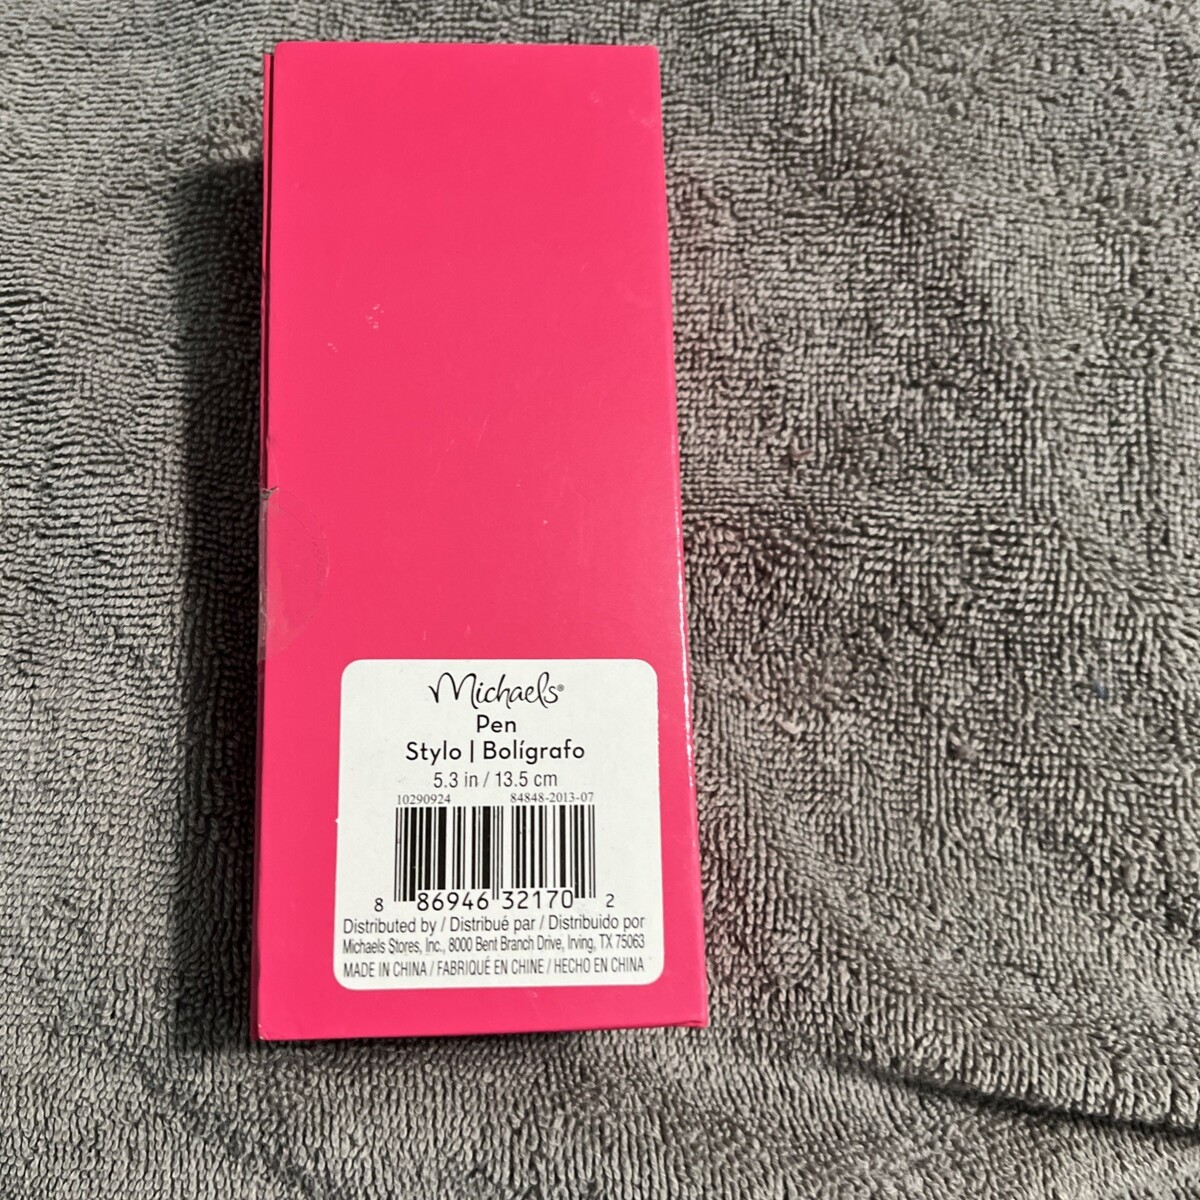 Michaels®
Pen
Stylo | Bolígrafo
5.3 in / 13.5 cm
10290924 84848-2013-07
8 86946 32170 2
Distributed by / Distribué par / Distribuido por
Michaels Stores, Inc., 8000 Bent Branch Drive, Irving, TX 75063
MADE IN CHINA / FABRIQUÉ EN CHINE / HECHO EN CHINA